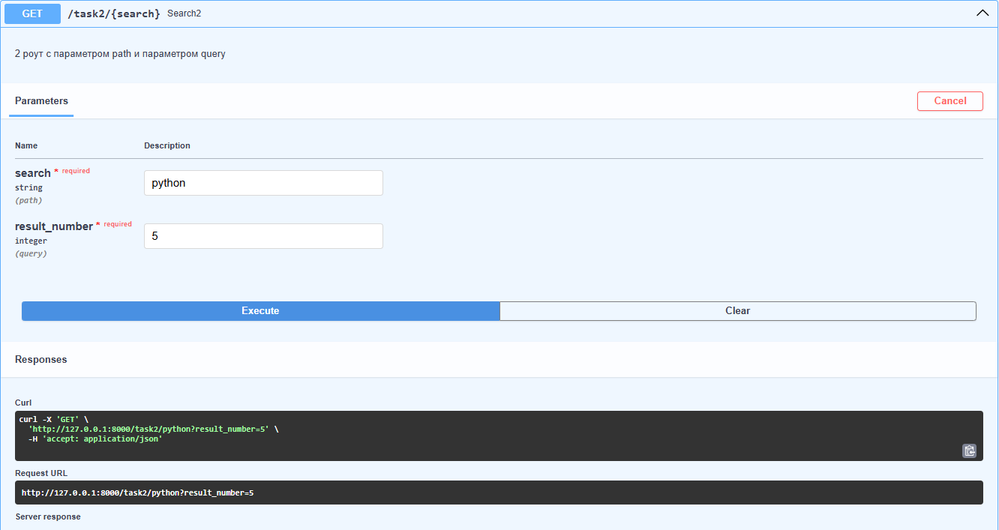 GET /task2/{search} Search2
2 роут с параметром path и параметром query
Parameters Cancel
Name Description
search * required
string
(path)
python
result_number * required
integer
(query)
5
Execute Clear
Responses
Curl
curl -X 'GET' \
'http://127.0.0.1:8000/task2/python?result_number=5' \
-H 'accept: application/json'
Request URL
http://127.0.0.1:8000/task2/python?result_number=5
Server response